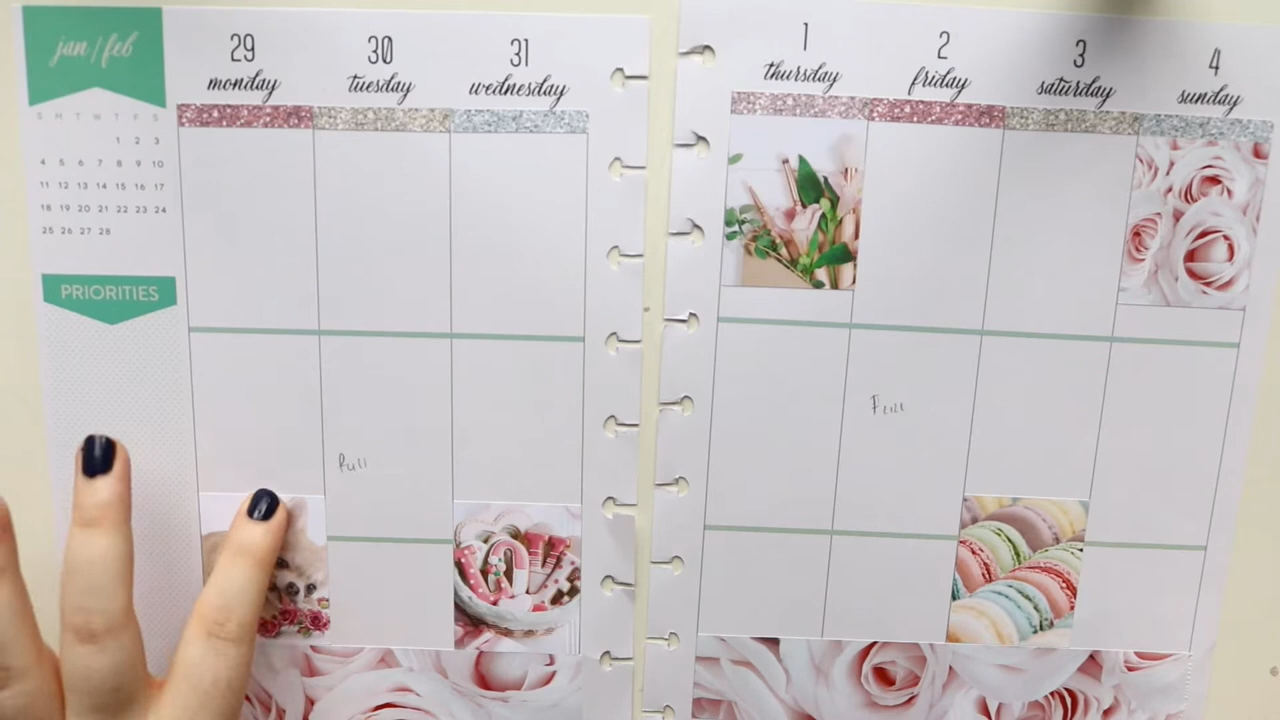 jan / feb
29
monday
30
tuesday
31
wednesday
1
thursday
2
friday
3
saturday
4
sunday
S M T W T F S
1 2 3
4 5 6 7 8 9 10
11 12 13 14 15 16 17
18 19 20 21 22 23 24
25 26 27 28
PRIORITIES
Full
Full